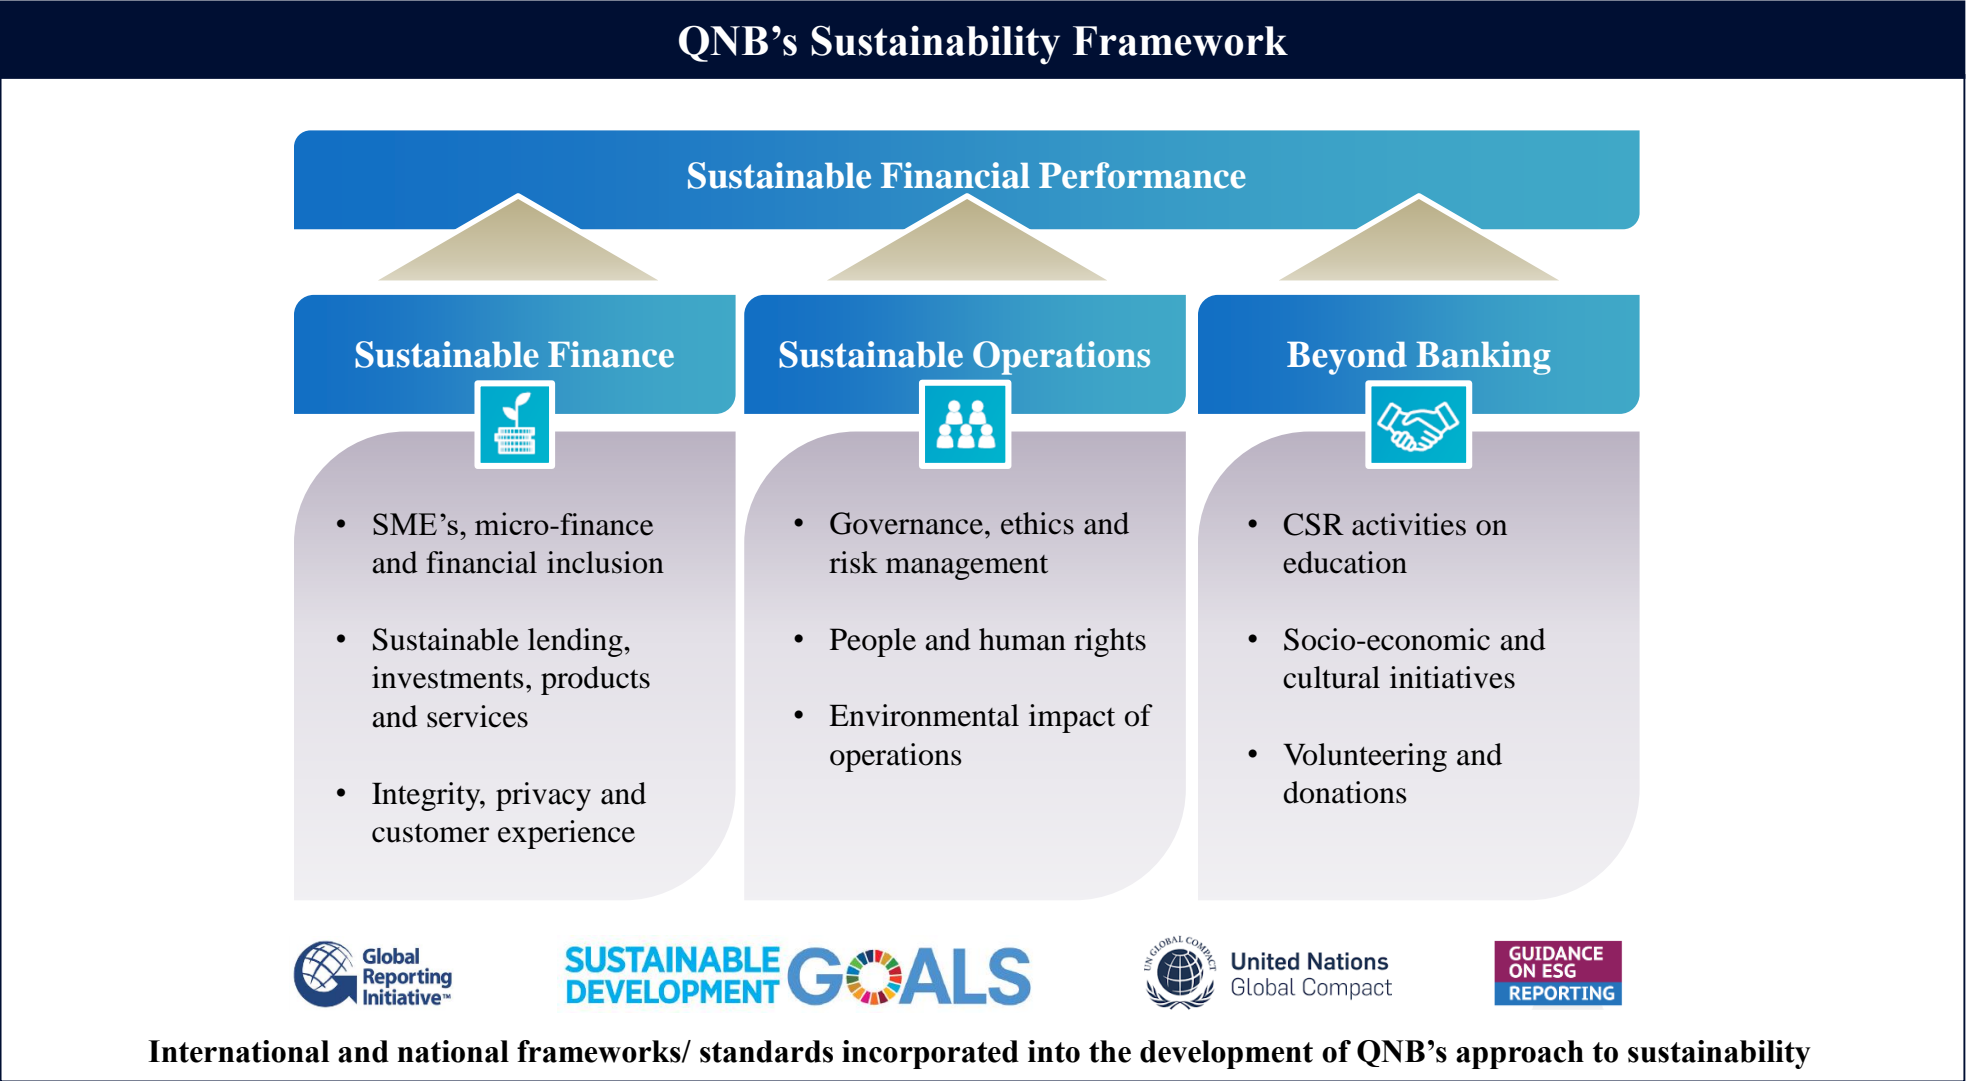 QNB’s Sustainability Framework
Sustainable Financial Performance
Sustainable Finance
• SME’s, micro-finance
and financial inclusion
• Sustainable lending,
investments, products
and services
• Integrity, privacy and
customer experience
Sustainable Operations
• Governance, ethics and
risk management
• People and human rights
• Environmental impact of
operations
Beyond Banking
• CSR activities on
education
• Socio-economic and
cultural initiatives
• Volunteering and
donations
Global
Reporting
Initiative™
SUSTAINABLE
DEVELOPMENT
GOALS
UN GLOBAL COMPACT
United Nations
Global Compact
GUIDANCE
ON ESG
REPORTING
International and national frameworks/ standards incorporated into the development of QNB’s approach to sustainability